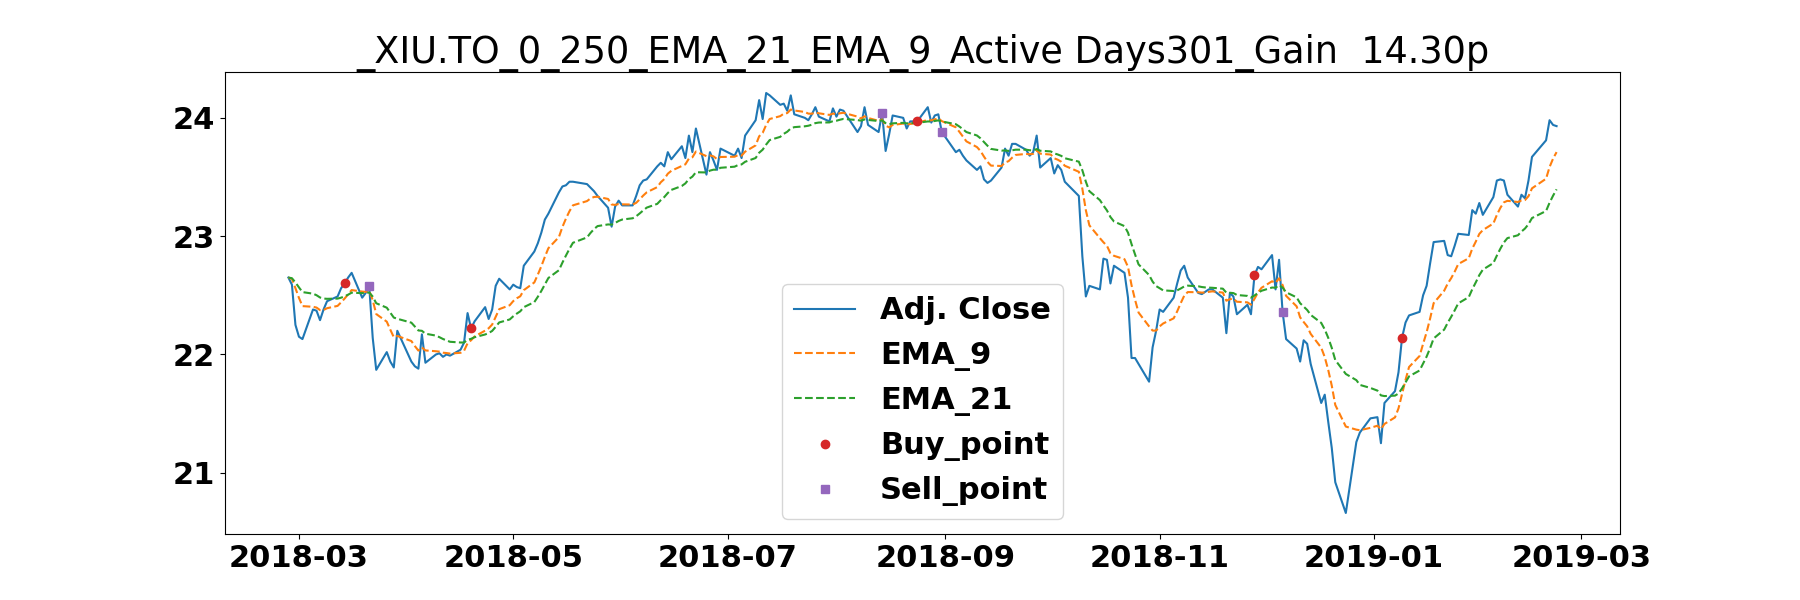 _XIU.TO_0_250_EMA_21_EMA_9_Active Days301_Gain  14.30p
24
23
22
21
Adj. Close
EMA_9
EMA_21
Buy_point
Sell_point
2018-03 2018-05 2018-07 2018-09 2018-11 2019-01 2019-03